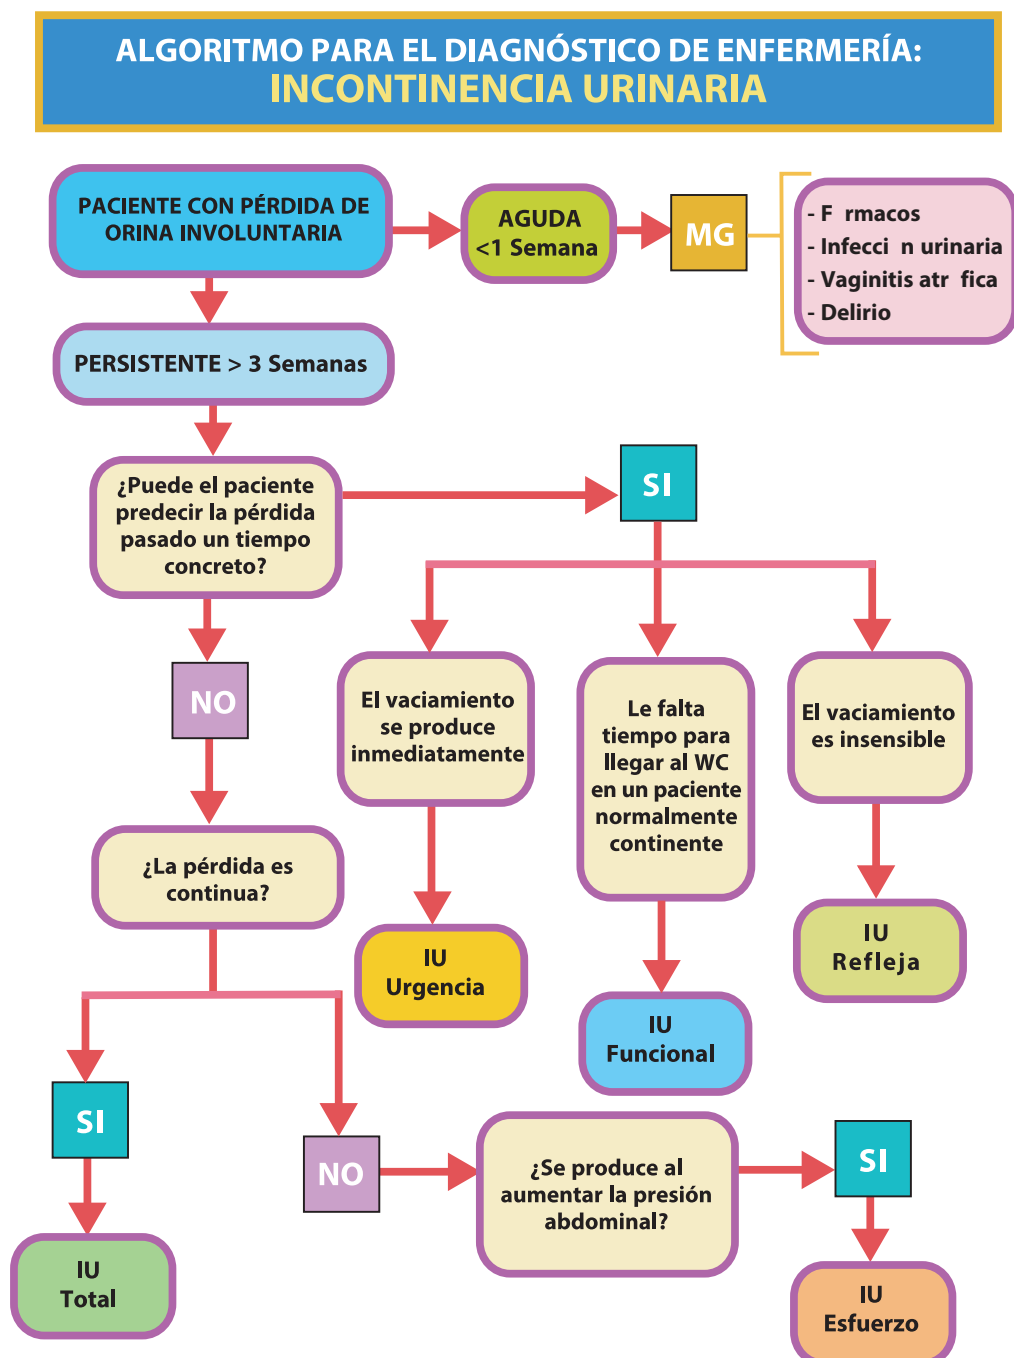 ALGORITMO PARA EL DIAGNÓSTICO DE ENFERMERÍA:
INCONTINENCIA URINARIA
PACIENTE CON PÉRDIDA DE
ORINA INVOLUNTARIA
AGUDA
<1 Semana
MG
- F rmacos
- Infecci n urinaria
- Vaginitis atr fica
- Delirio
PERSISTENTE > 3 Semanas
¿Puede el paciente
predecir la pérdida
pasado un tiempo
concreto?
SI
NO
El vaciamiento
se produce
inmediatamente
Le falta
tiempo para
llegar al WC
en un paciente
normalmente
continente
El vaciamiento
es insensible
¿La pérdida es
continua?
IU
Urgencia
IU
Funcional
IU
Refleja
SI
NO
¿Se produce al
aumentar la presión
abdominal?
SI
IU
Total
IU
Esfuerzo